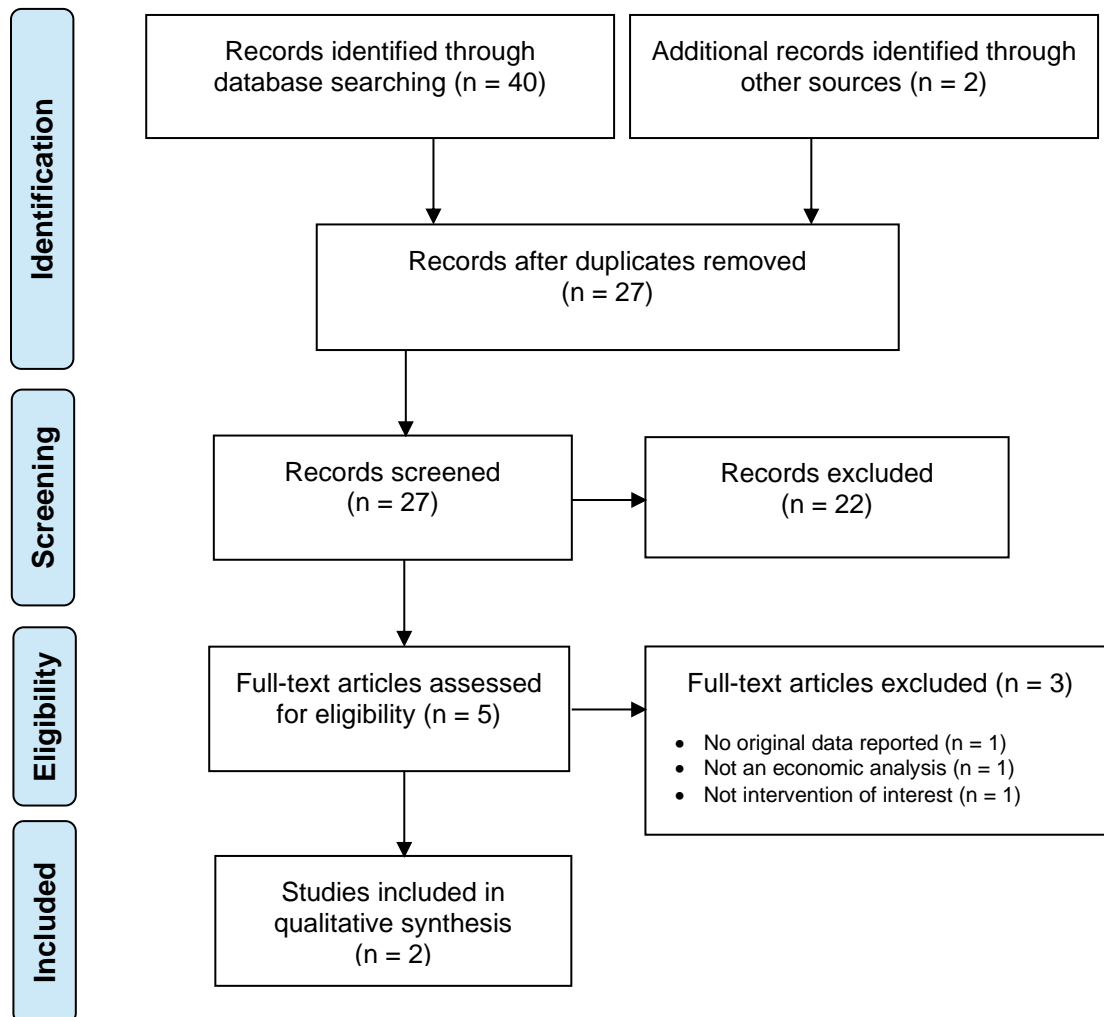 Identification
Records identified through
database searching (n = 40)
Additional records identified through
other sources (n = 2)
Records after duplicates removed
(n = 27)
Screening
Records screened
(n = 27)
Records excluded
(n = 22)
Eligibility
Full-text articles assessed
for eligibility (n = 5)
Full-text articles excluded (n = 3)
• No original data reported (n = 1)
• Not an economic analysis (n = 1)
• Not intervention of interest (n = 1)
Included
Studies included in
qualitative synthesis
(n = 2)